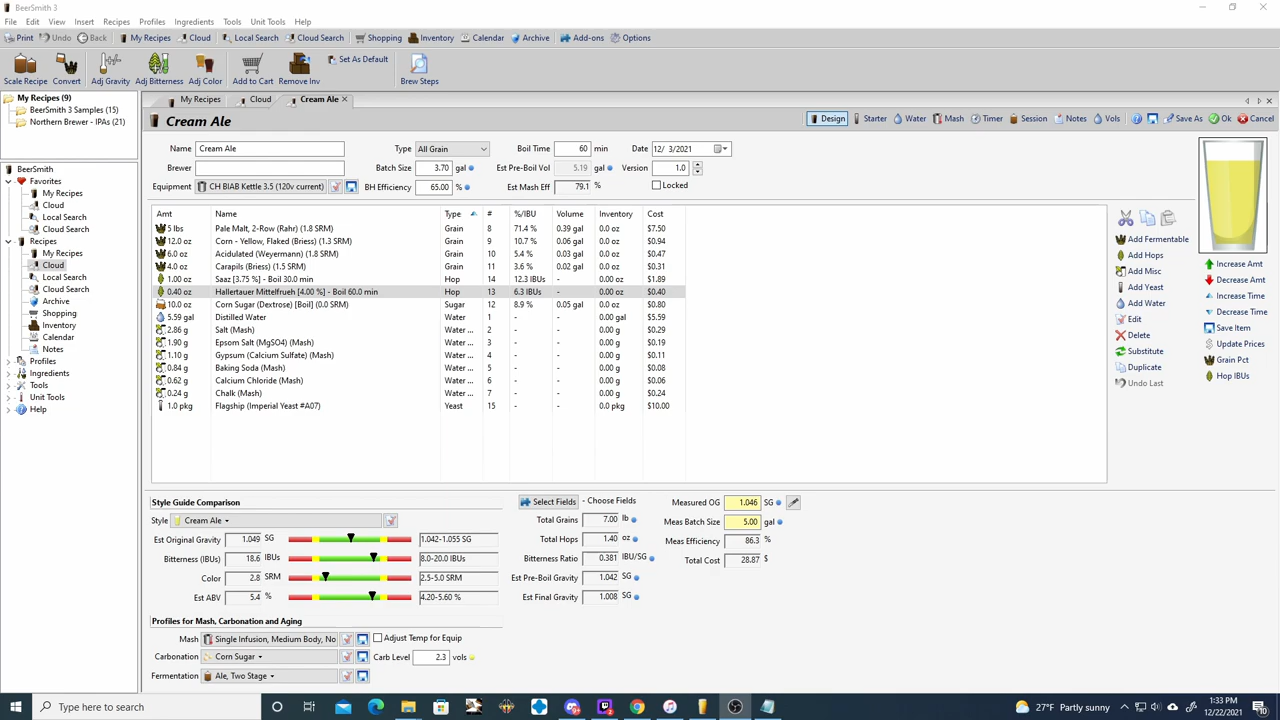 BeerSmith 3
File Edit View Insert Recipes Profiles Ingredients Tools Unit Tools Help
Print Undo Back My Recipes Cloud Local Search Cloud Search Shopping Inventory Calendar Archive Add-ons Options
Scale Recipe Convert Adj Gravity Adj Bitterness Adj Color Add to Cart Remove Inv Set As Default Brew Steps
My Recipes (9)
BeerSmith 3 Samples (15)
Northern Brewer - IPAs (21)
BeerSmith
Favorites
My Recipes
Cloud
Local Search
Cloud Search
Recipes
My Recipes
Cloud
Local Search
Cloud Search
Archive
Shopping
Inventory
Calendar
Notes
Profiles
Ingredients
Tools
Unit Tools
Help
My Recipes Cloud Cream Ale
Cream Ale
Design Starter Water Mash Timer Session Notes Vols Save As Ok Cancel
Name Cream Ale Type All Grain Boil Time 60 min Date 12/ 3/2021
Brewer Batch Size 3.70 gal Est Pre-Boil Vol 5.19 gal Version 1.0
Equipment CH BIAB Kettle 3.5 (120v current) BH Efficiency 65.00 % Est Mash Eff 79.1 % Locked
Amt Name Type # %/IBU Volume Inventory Cost
5 lbs Pale Malt, 2-Row (Rahr) (1.8 SRM) Grain 8 71.4 % 0.39 gal 0.0 oz $7.50
12.0 oz Corn - Yellow, Flaked (Briess) (1.3 SRM) Grain 9 10.7 % 0.06 gal 0.0 oz $0.94
6.0 oz Acidulated (Weyermann) (1.8 SRM) Grain 10 5.4 % 0.03 gal 0.0 oz $0.47
4.0 oz Carapils (Briess) (1.5 SRM) Grain 11 3.6 % 0.02 gal 0.0 oz $0.31
1.00 oz Saaz [3.75 %] - Boil 30.0 min Hop 14 12.3 IBUs - 0.0 oz $1.89
0.40 oz Hallertauer Mittelfrueh [4.00 %] - Boil 60.0 min Hop 13 6.3 IBUs - 0.0 oz $0.40
10.0 oz Corn Sugar (Dextrose) [Boil] (0.0 SRM) Sugar 12 8.9 % 0.05 gal 0.0 oz $0.80
5.59 gal Distilled Water Water 1 - - 0.00 gal $5.59
2.86 g Salt (Mash) Water ... 2 - - 0.00 g $0.29
1.90 g Epsom Salt (MgSO4) (Mash) Water ... 3 - - 0.00 g $0.19
1.10 g Gypsum (Calcium Sulfate) (Mash) Water ... 4 - - 0.00 g $0.11
0.84 g Baking Soda (Mash) Water ... 5 - - 0.00 g $0.08
0.62 g Calcium Chloride (Mash) Water ... 6 - - 0.00 g $0.06
0.24 g Chalk (Mash) Water ... 7 - - 0.00 g $0.24
1.0 pkg Flagship (Imperial Yeast #A07) Yeast 15 - - 0.0 pkg $10.00
Add Fermentable
Add Hops
Add Misc
Add Yeast
Add Water
Edit
Delete
Substitute
Duplicate
Undo Last
Increase Amt
Decrease Amt
Increase Time
Decrease Time
Save Item
Update Prices
Grain Pct
Hop IBUs
Style Guide Comparison
Style Cream Ale
Est Original Gravity 1.049 SG 1.042-1.055 SG
Bitterness (IBUs) 18.6 IBUs 8.0-20.0 IBUs
Color 2.8 SRM 2.5-5.0 SRM
Est ABV 5.4 % 4.20-5.60 %
Select Fields - Choose Fields
Total Grains 7.00 lb
Total Hops 1.40 oz
Bitterness Ratio 0.381 IBU/SG
Est Pre-Boil Gravity 1.042 SG
Est Final Gravity 1.008 SG
Measured OG 1.046 SG
Meas Batch Size 5.00 gal
Meas Efficiency 86.3 %
Total Cost 28.87 $
Profiles for Mash, Carbonation and Aging
Mash Single Infusion, Medium Body, No Adjust Temp for Equip
Carbonation Corn Sugar Carb Level 2.3 vols
Fermentation Ale, Two Stage
Type here to search 27°F Partly sunny 1:33 PM
12/22/2021